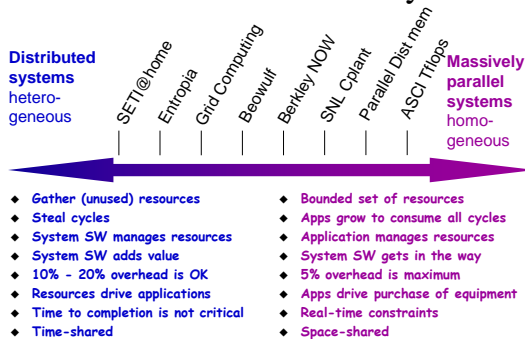 Distributed
systems
hetero-
geneous
SETI@home
Entropia
Grid Computing
Beowulf
Berkley NOW
SNL Cplant
Parallel Dist mem
ASCI Tflops
Massively
parallel
systems
homo-
geneous
◆ Gather (unused) resources
◆ Steal cycles
◆ System SW manages resources
◆ System SW adds value
◆ 10% - 20% overhead is OK
◆ Resources drive applications
◆ Time to completion is not critical
◆ Time-shared
◆ Bounded set of resources
◆ Apps grow to consume all cycles
◆ Application manages resources
◆ System SW gets in the way
◆ 5% overhead is maximum
◆ Apps drive purchase of equipment
◆ Real-time constraints
◆ Space-shared